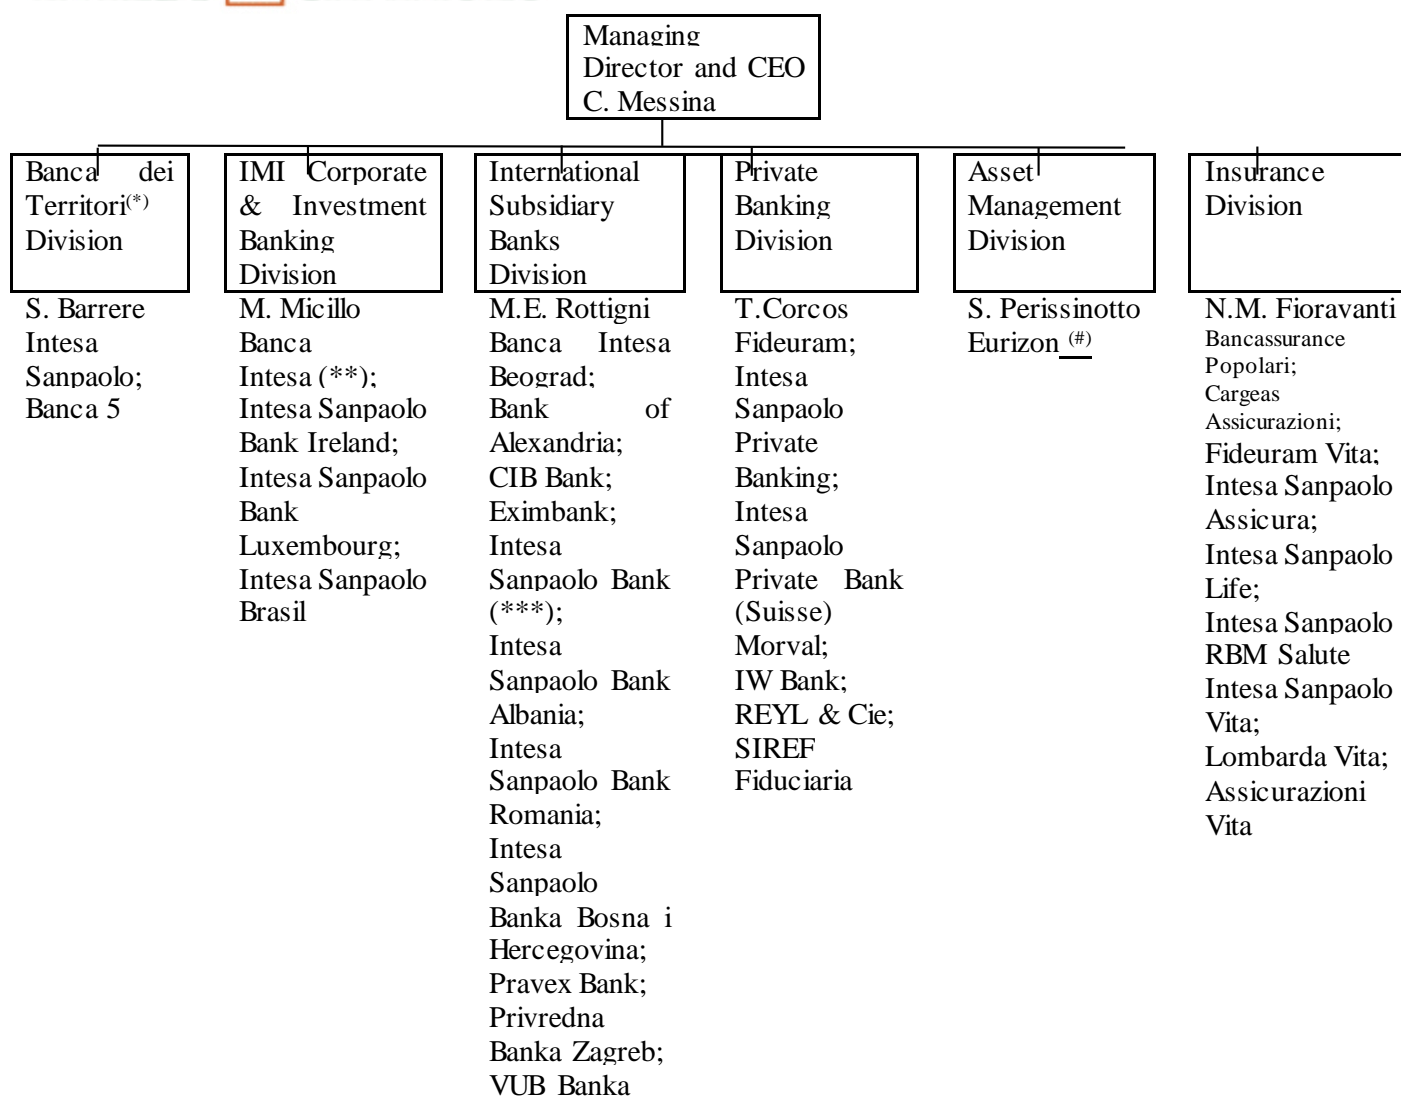 Managing
Director and CEO
C. Messina
Banca dei
Territori(*)
Division
S. Barrere
Intesa
Sanpaolo;
Banca 5
IMI Corporate
& Investment
Banking
Division
M. Micillo
Banca
Intesa (**);
Intesa Sanpaolo
Bank Ireland;
Intesa Sanpaolo
Bank
Luxembourg;
Intesa Sanpaolo
Brasil
International
Subsidiary
Banks
Division
M.E. Rottigni
Banca Intesa
Beograd;
Bank of
Alexandria;
CIB Bank;
Eximbank;
Intesa
Sanpaolo Bank
(***);
Intesa
Sanpaolo Bank
Albania;
Intesa
Sanpaolo Bank
Romania;
Intesa
Sanpaolo
Banka Bosna i
Hercegovina;
Pravex Bank;
Privredna
Banka Zagreb;
VUB Banka
Private
Banking
Division
T.Corcos
Fideuram;
Intesa
Sanpaolo
Private
Banking;
Intesa
Sanpaolo
Private Bank
(Suisse)
Morval;
IW Bank;
REYL & Cie;
SIREF
Fiduciaria
Asset
Management
Division
S. Perissinotto
Eurizon (#)
Insurance
Division
N.M. Fioravanti
Bancassurance
Popolari;
Cargeas
Assicurazioni;
Fideuram Vita;
Intesa Sanpaolo
Assicura;
Intesa Sanpaolo
Life;
Intesa Sanpaolo
RBM Salute
Intesa Sanpaolo
Vita;
Lombarda Vita;
Assicurazioni
Vita